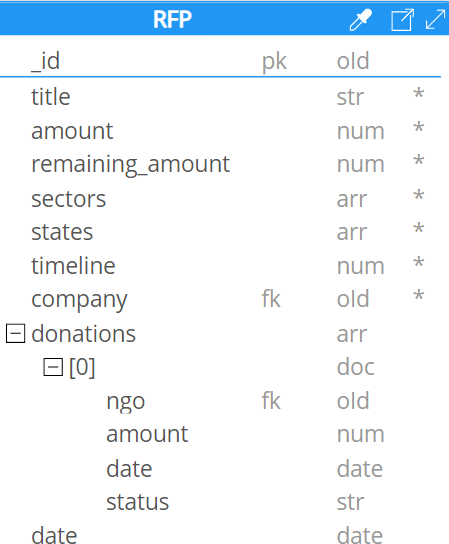 RFP
_id pk oId
title str *
amount num *
remaining_amount num *
sectors arr *
states arr *
timeline num *
company fk oId *
donations arr
[0] doc
ngo fk oId
amount num
date date
status str
date date